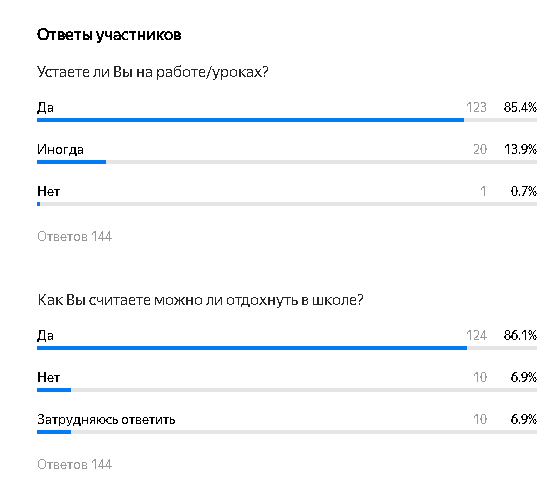 Ответы участников
Устаете ли Вы на работе/уроках?
Да 123 85.4%
Иногда 20 13.9%
Нет 1 0.7%
Ответов 144
Как Вы считаете можно ли отдохнуть в школе?
Да 124 86.1%
Нет 10 6.9%
Затрудняюсь ответить 10 6.9%
Ответов 144